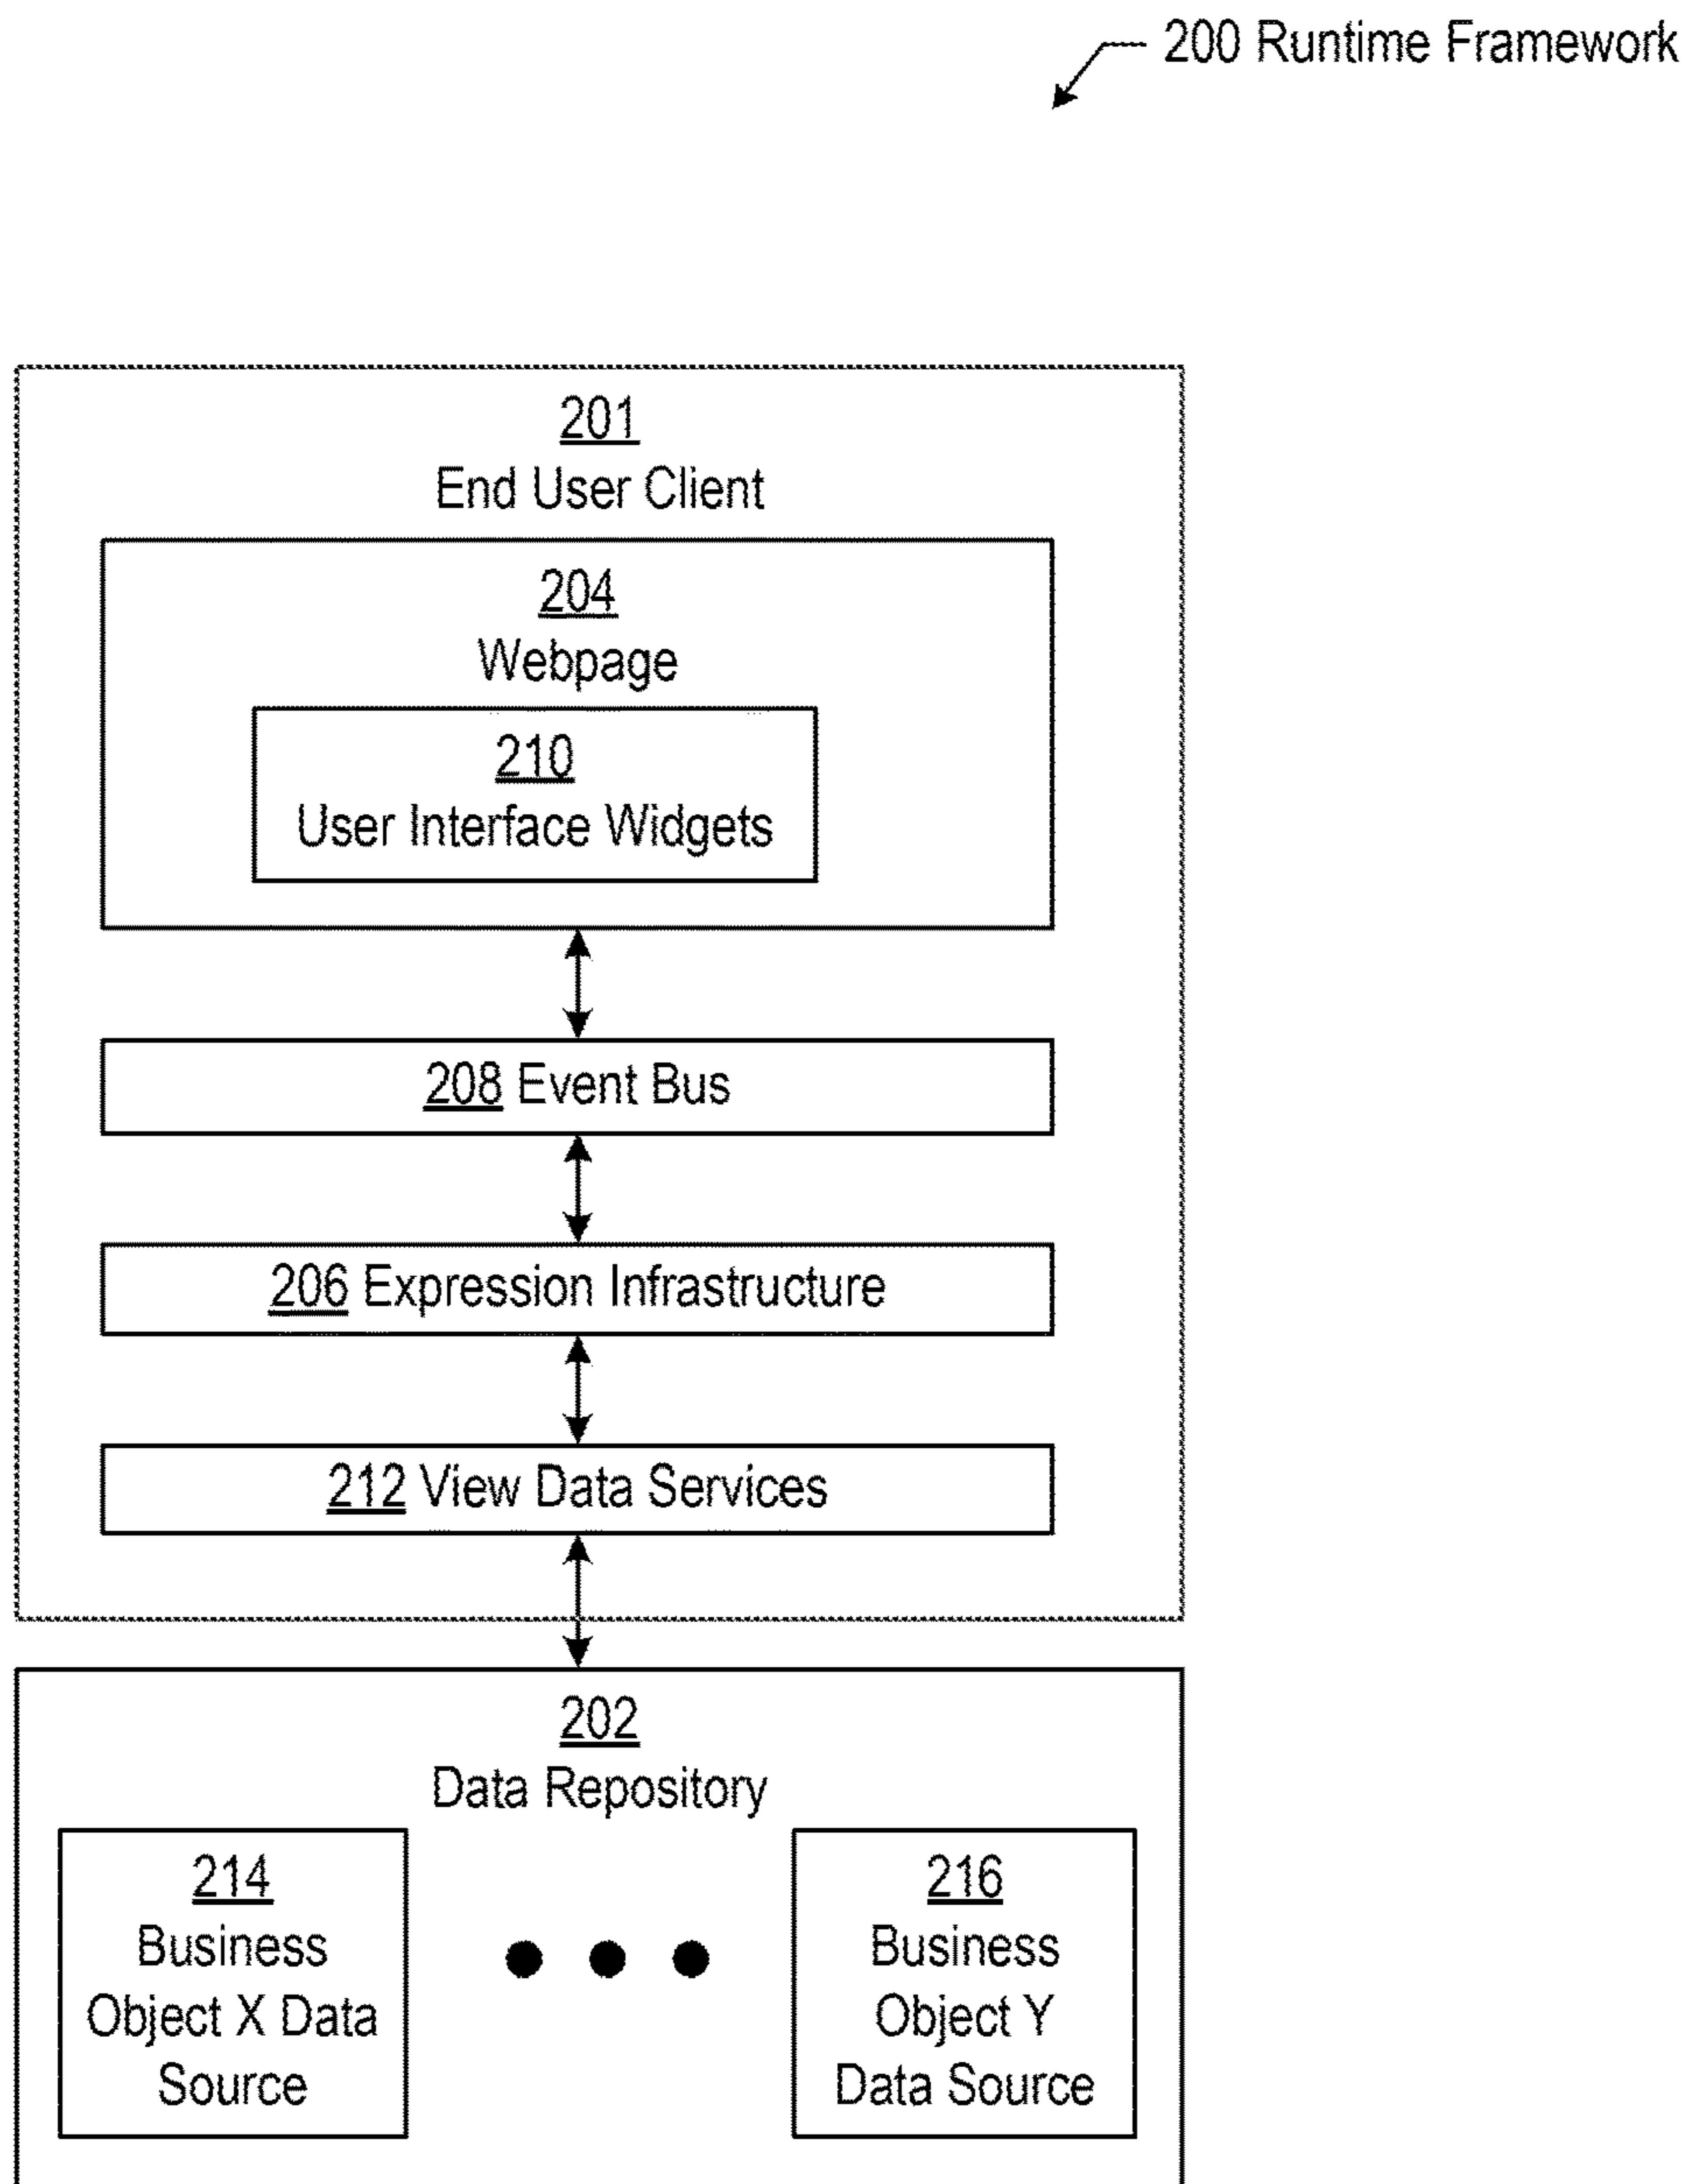 200 Runtime Framework
201
End User Client
204
Webpage
210
User Interface Widgets
208 Event Bus
206 Expression Infrastructure
212 View Data Services
202
Data Repository
214
Business
Object X Data
Source
216
Business
Object Y
Data Source